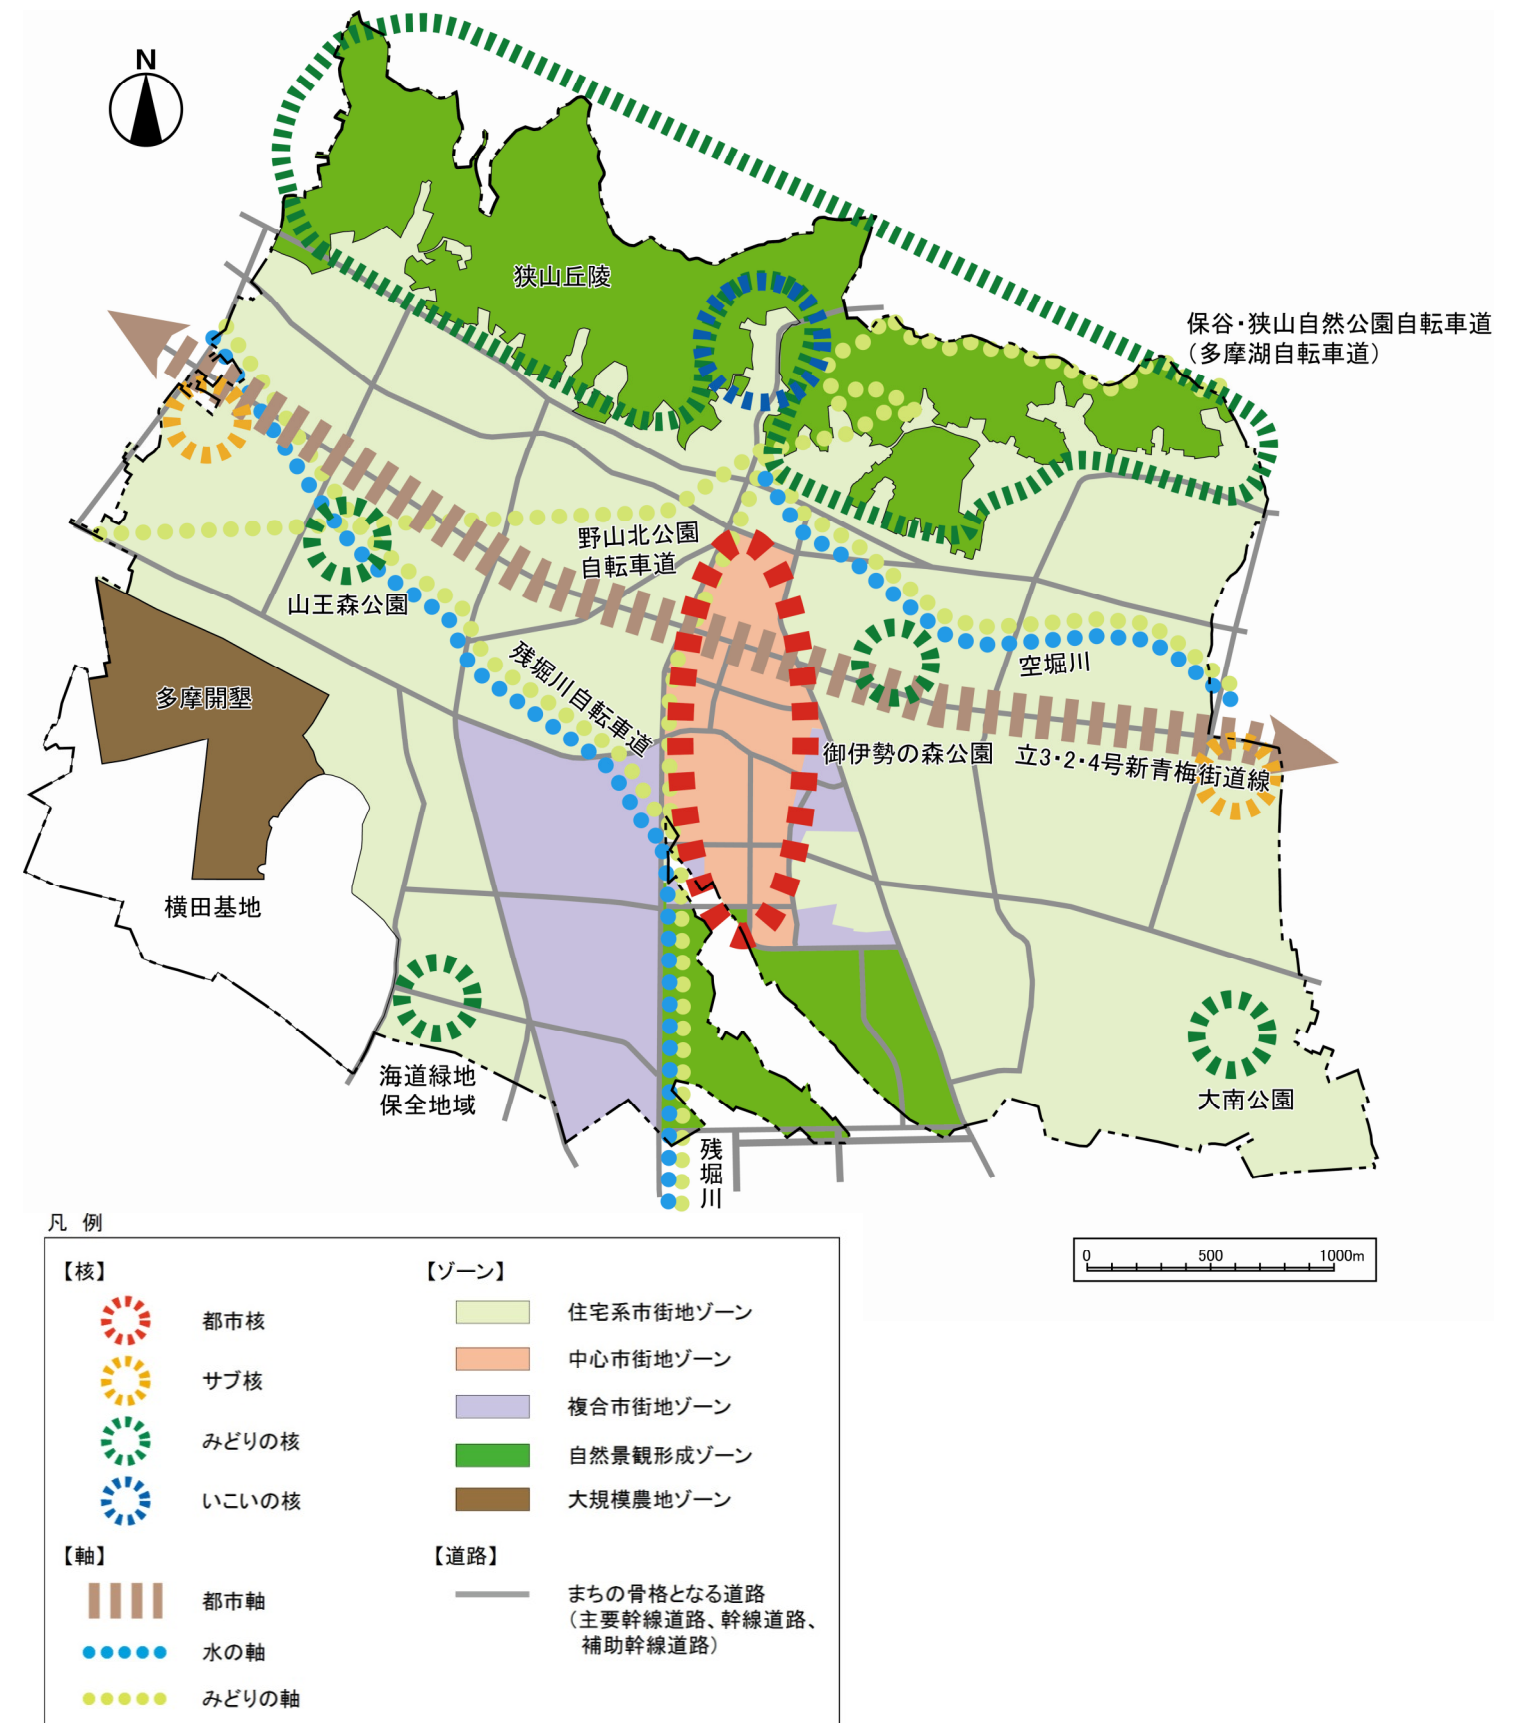 N
狭山丘陵
保谷・狭山自然公園自転車道
（多摩湖自転車道）
野山北公園
自転車道
山王森公園
残堀川自転車道
空堀川
多摩開墾
御伊勢の森公園
立3・2・4号新青梅街道線
横田基地
海道緑地
保全地域
大南公園
残堀川
凡 例
0 500 1000m
【核】
都市核
サブ核
みどりの核
いこいの核
【軸】
都市軸
水の軸
みどりの軸
【ゾーン】
住宅系市街地ゾーン
中心市街地ゾーン
複合市街地ゾーン
自然景観形成ゾーン
大規模農地ゾーン
【道路】
まちの骨格となる道路
（主要幹線道路、幹線道路、
補助幹線道路）